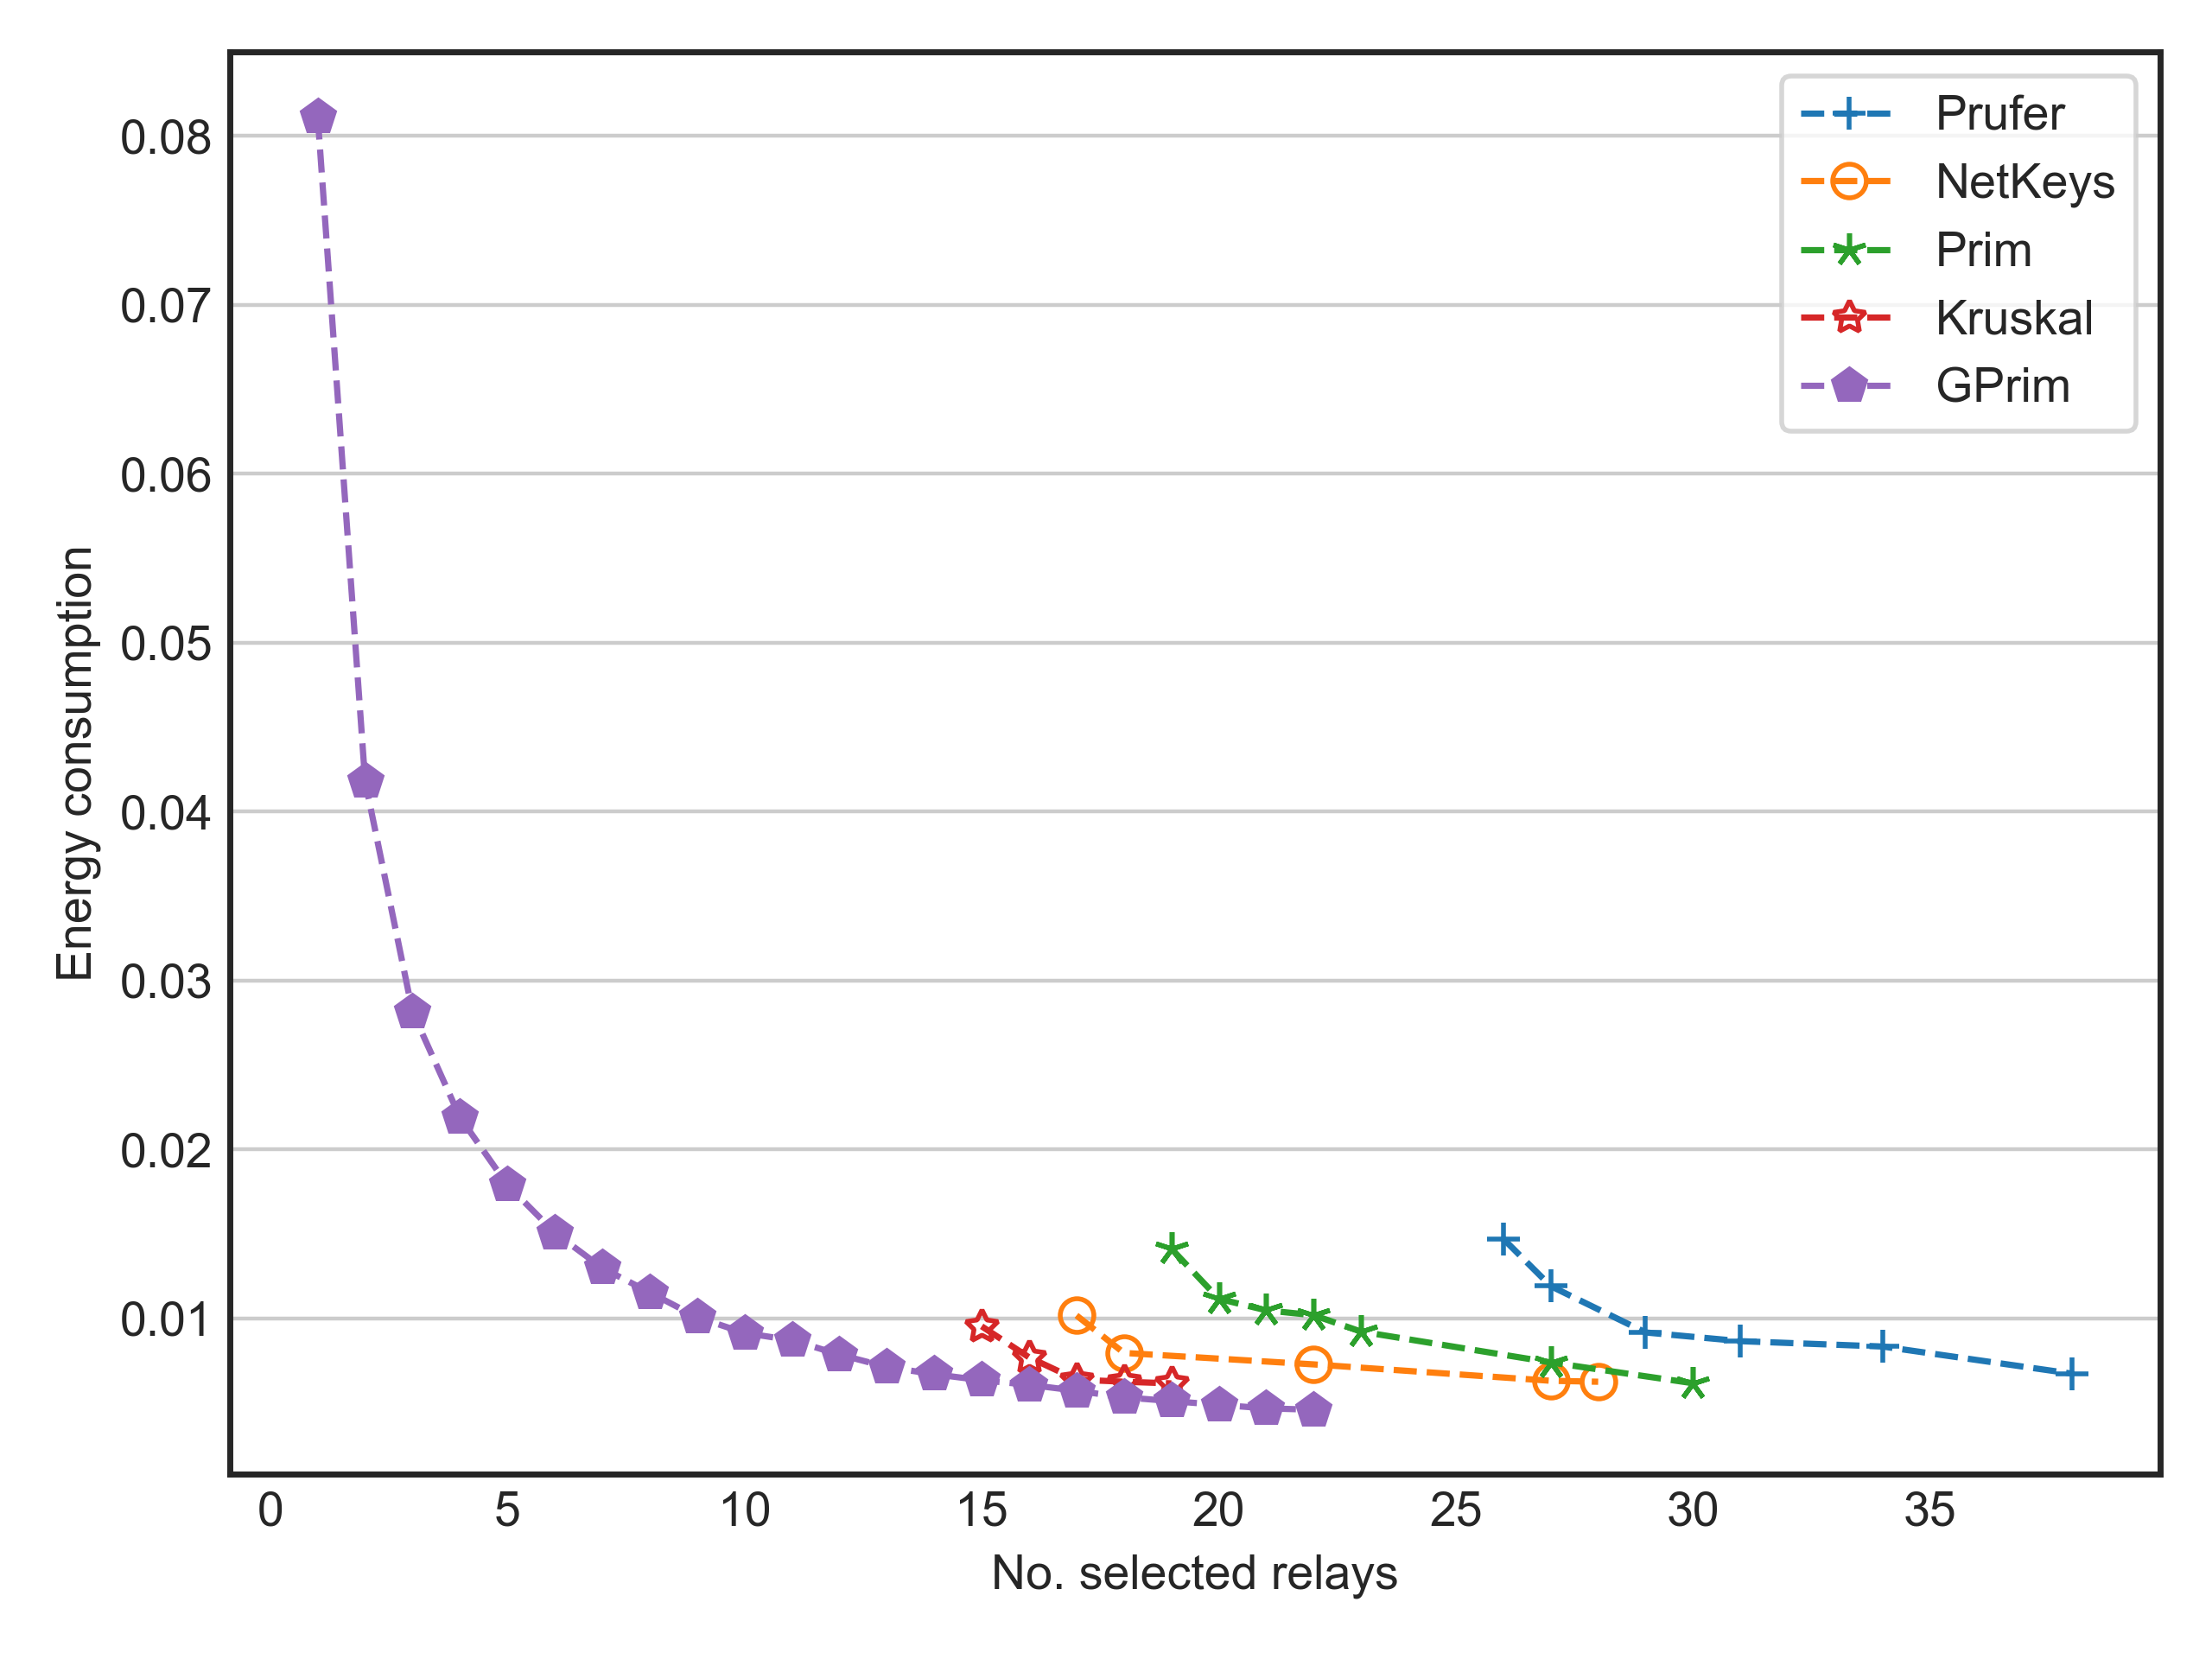 Prufer
NetKeys
Prim
Kruskal
GPrim
Energy consumption
0.08
0.07
0.06
0.05
0.04
0.03
0.02
0.01
0 5 10 15 20 25 30 35
No. selected relays